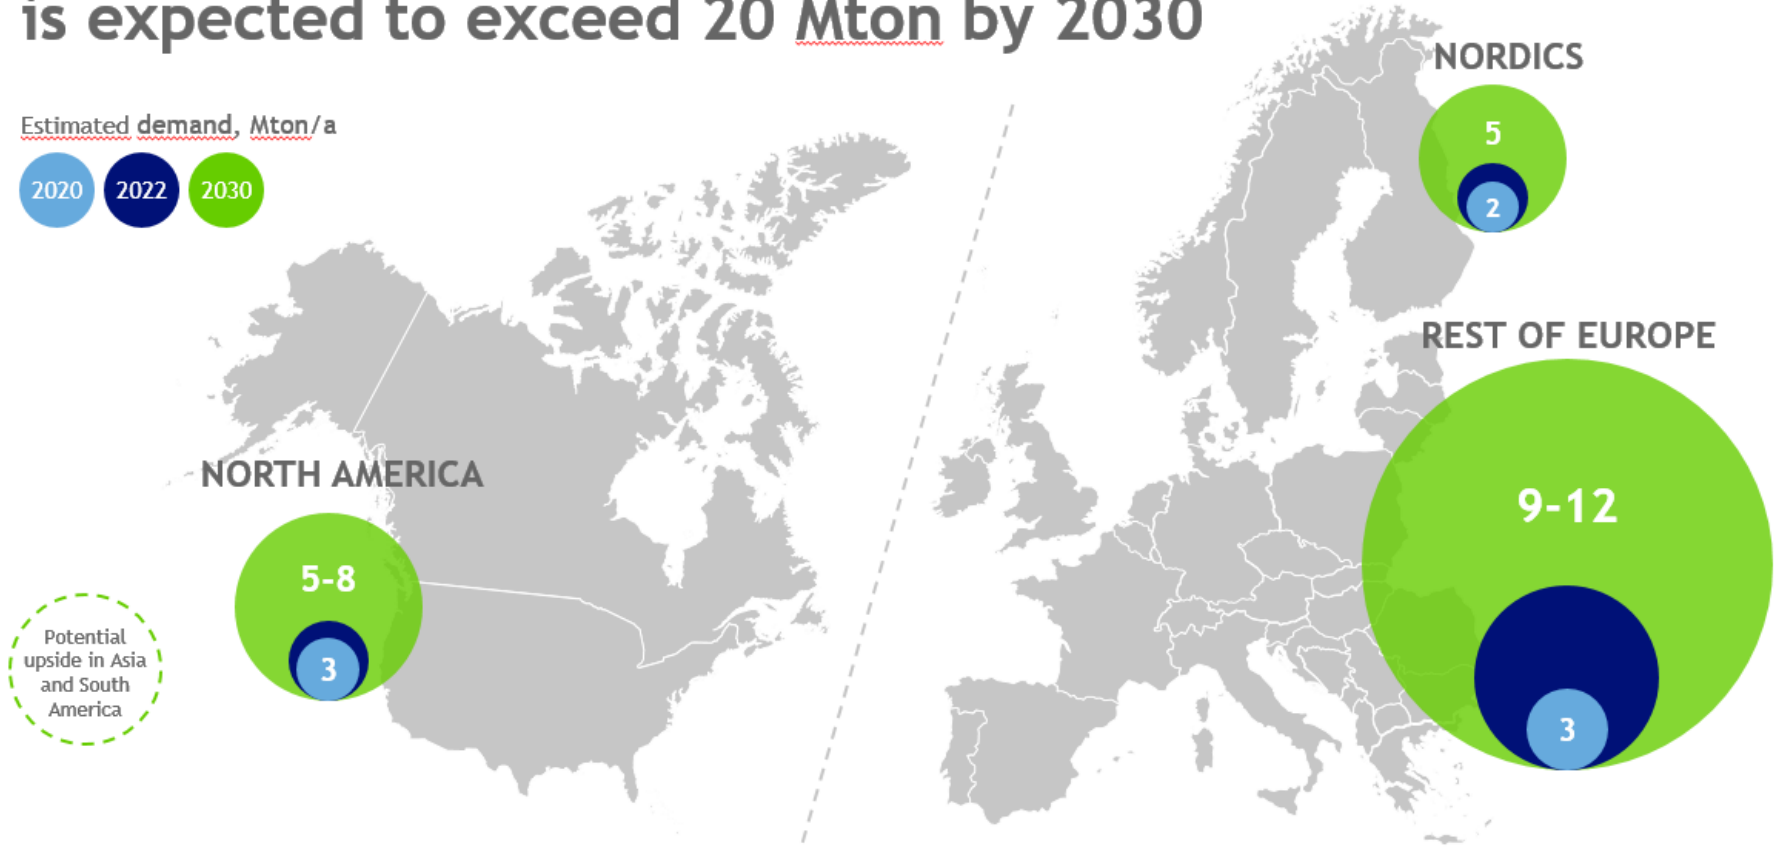 is expected to exceed 20 Mton by 2030
Estimated demand, Mton/a
2020 2022 2030
NORDICS
5
2
REST OF EUROPE
9-12
3
NORTH AMERICA
5-8
3
Potential
upside in Asia
and South
America